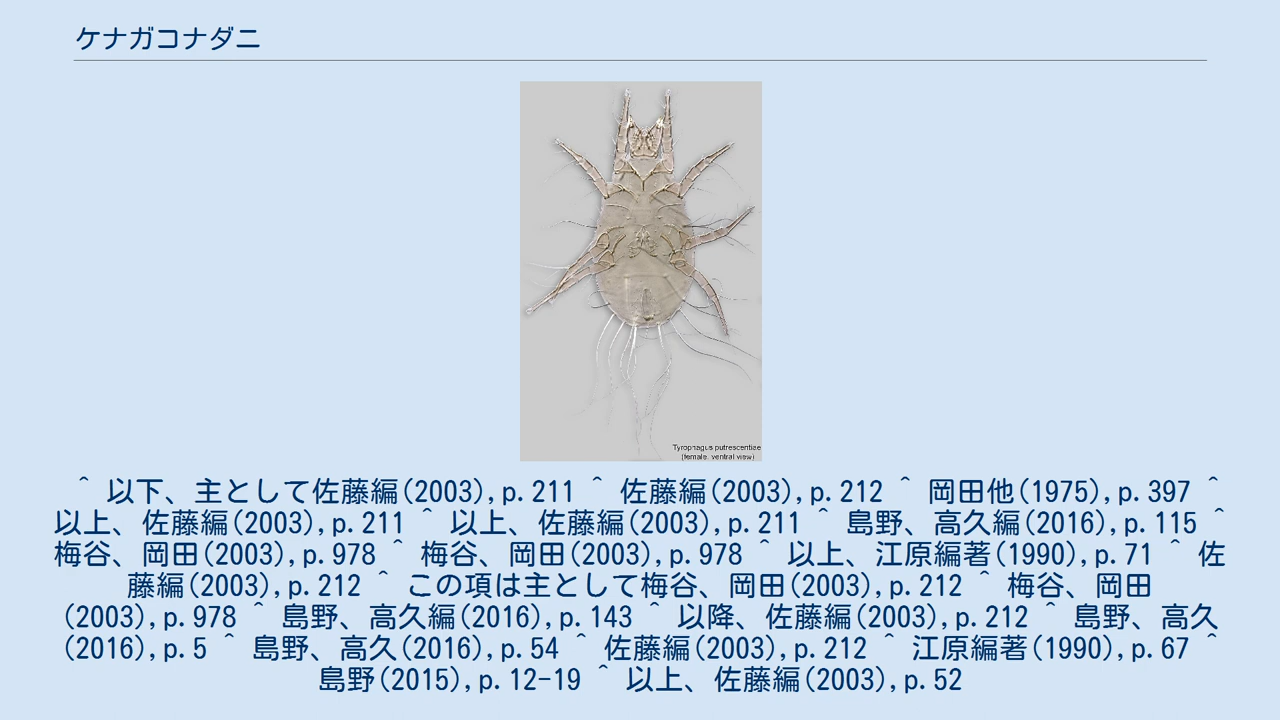 ケナガコナダニ
Tyrophagus putrescentiae
(female, ventral view)
^ 以下、主として佐藤編(2003),p.211 ^ 佐藤編(2003),p.212 ^ 岡田他(1975),p.397 ^
以上、佐藤編(2003),p.211 ^ 以上、佐藤編(2003),p.211 ^ 島野、高久編(2016),p.115 ^
梅谷、岡田(2003),p.978 ^ 梅谷、岡田(2003),p.978 ^ 以上、江原編著(1990),p.71 ^ 佐
藤編(2003),p.212 ^ この項は主として梅谷、岡田(2003),p.212 ^ 梅谷、岡田
(2003),p.978 ^ 島野、高久編(2016),p.143 ^ 以降、佐藤編(2003),p.212 ^ 島野、高久
(2016),p.5 ^ 島野、高久(2016),p.54 ^ 佐藤編(2003),p.212 ^ 江原編著(1990),p.67 ^
島野(2015),p.12-19 ^ 以上、佐藤編(2003),p.52